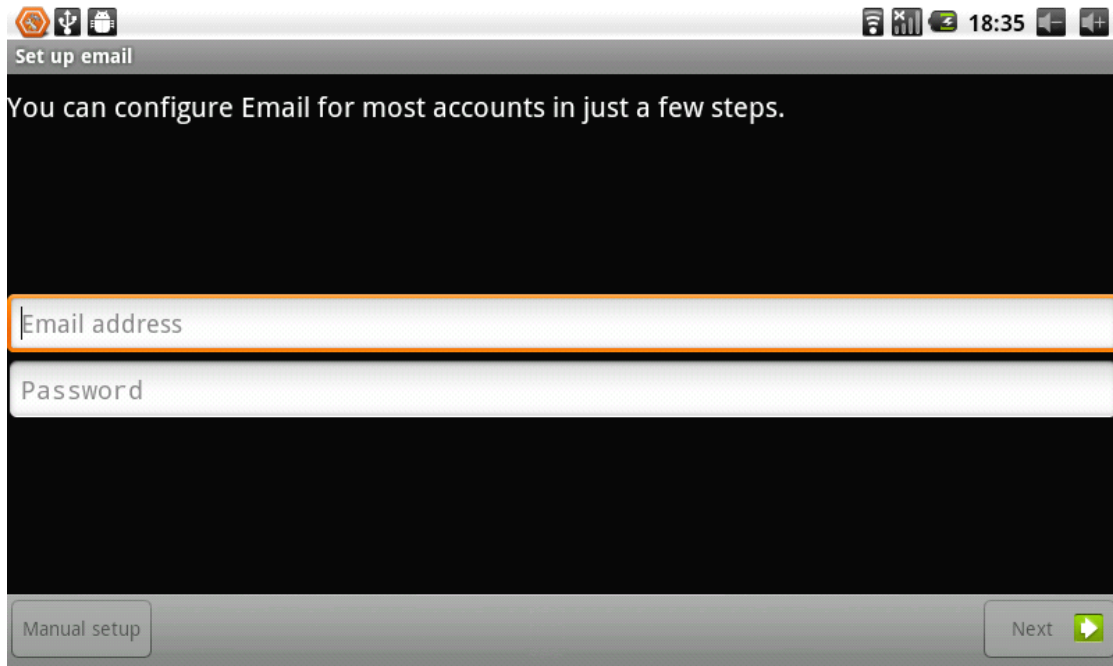 18:35
Set up email
You can configure Email for most accounts in just a few steps.
Email address
Password
Manual setup
Next